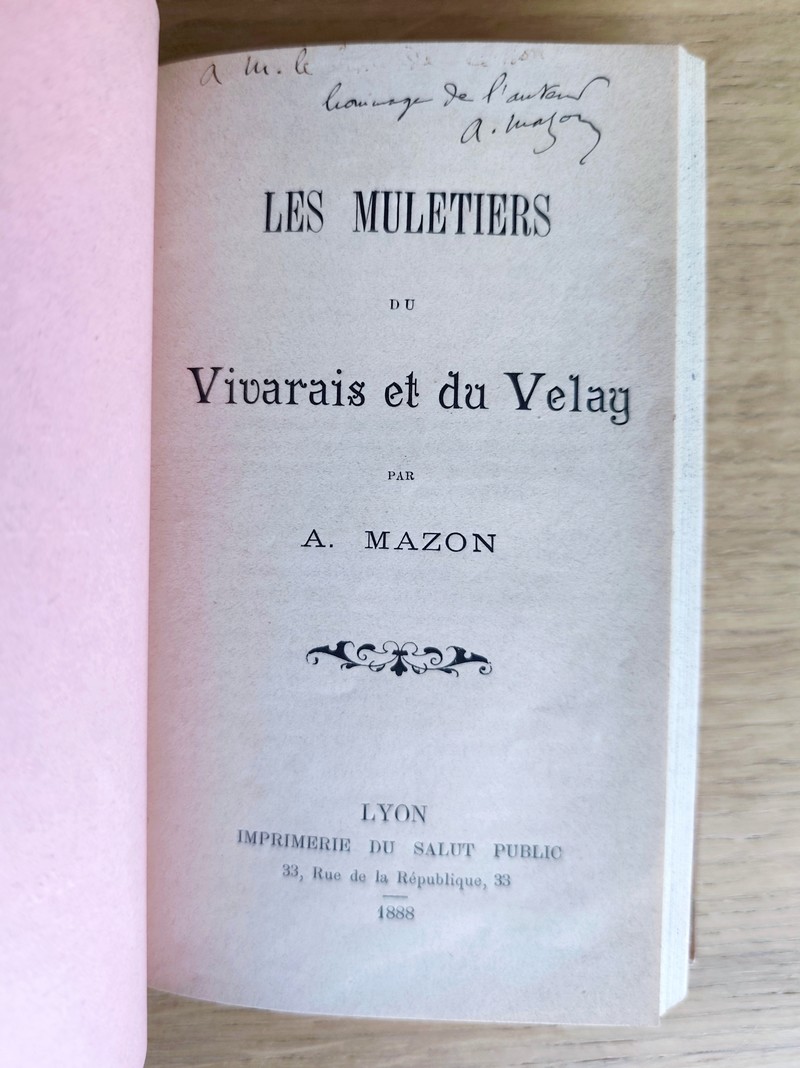 a M. le
hommage de l'auteur
A. Mazon
LES MULETIERS
DU
Vivarais et du Velay
PAR
A. MAZON
LYON
IMPRIMERIE DU SALUT PUBLIC
33, Rue de la République, 33
1888